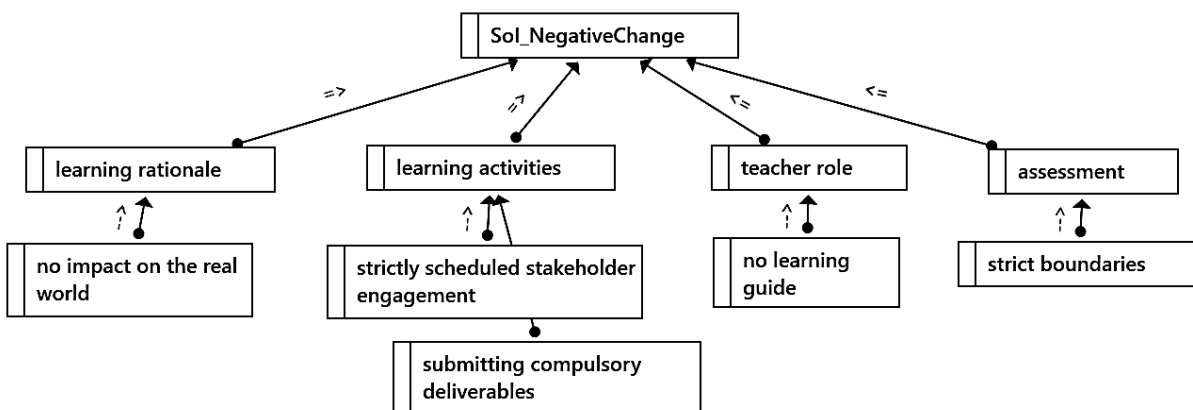 SoI_NegativeChange
=>
=>
<=
<=
learning rationale
learning activities
teacher role
assessment
-->
-->
-->
-->
no impact on the real
world
strictly scheduled stakeholder
engagement
no learning
guide
strict boundaries
submitting compulsory
deliverables